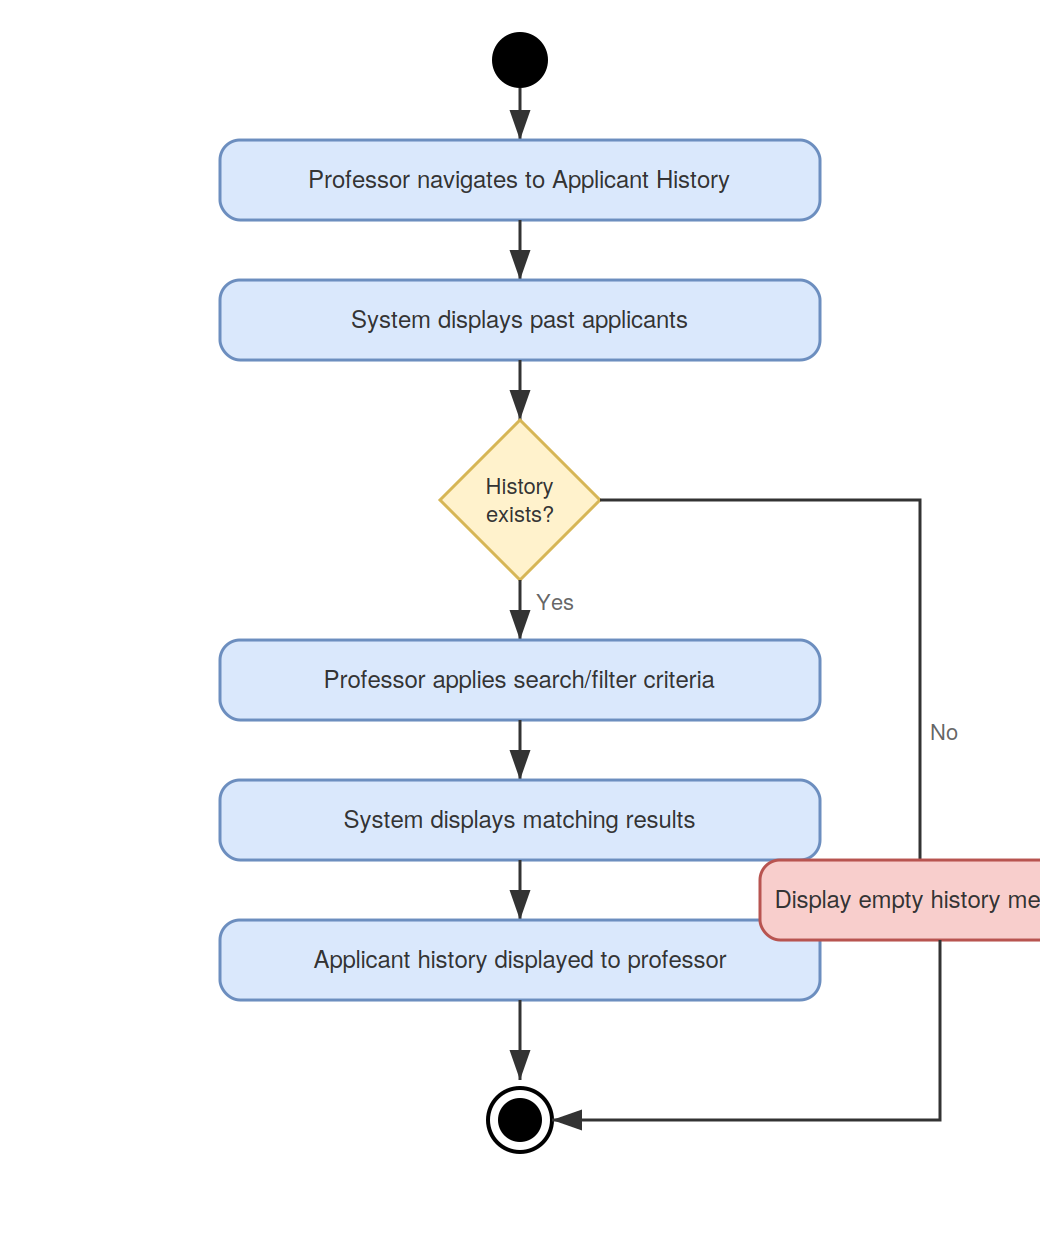 Professor navigates to Applicant History
System displays past applicants
History
exists?
Yes
Professor applies search/filter criteria
No
System displays matching results
Display empty history me
Applicant history displayed to professor